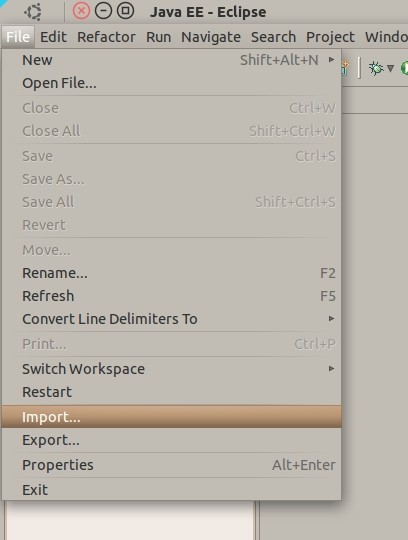 Java EE - Eclipse
File Edit Refactor Run Navigate Search Project Windo
New Shift+Alt+N
Open File...
Close Ctrl+W
Close All Shift+Ctrl+W
Save Ctrl+S
Save As...
Save All Shift+Ctrl+S
Revert
Move...
Rename... F2
Refresh F5
Convert Line Delimiters To
Print... Ctrl+P
Switch Workspace
Restart
Import...
Export...
Properties Alt+Enter
Exit